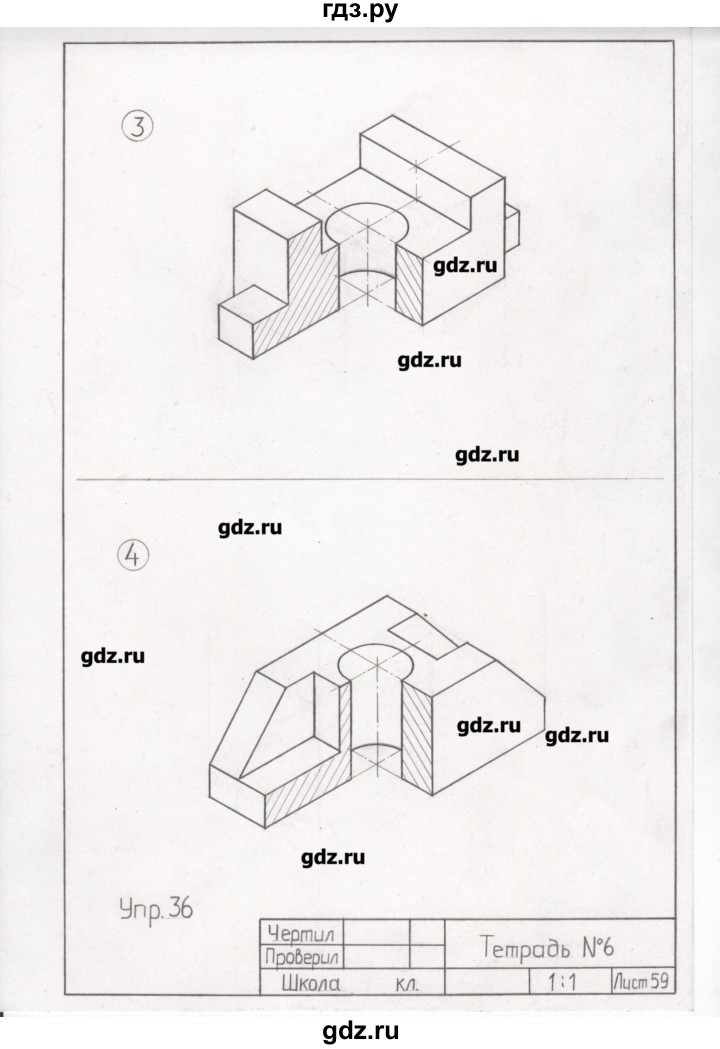 гдз.ру
3
gdz.ru
gdz.ru
gdz.ru
gdz.ru
4
gdz.ru
gdz.ru
gdz.ru
gdz.ru
Упр. 36
Чертил
Тетрадь №6
Проверил
Школа кл.
1:1
Лист 59
gdz.ru